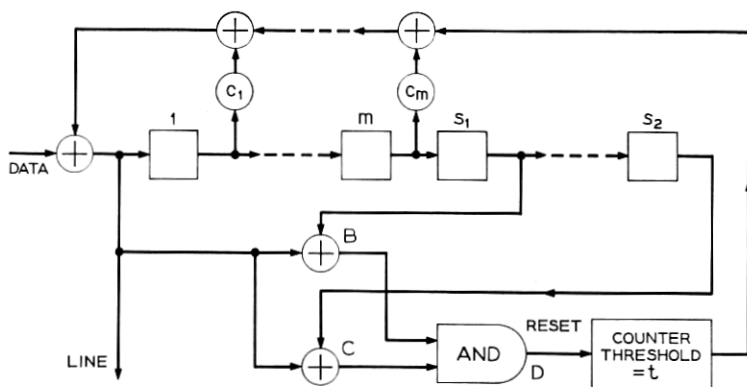 C1
Cm
1
m
S1
S2
DATA
B
LINE
C
AND
D
RESET
COUNTER
THRESHOLD
= t